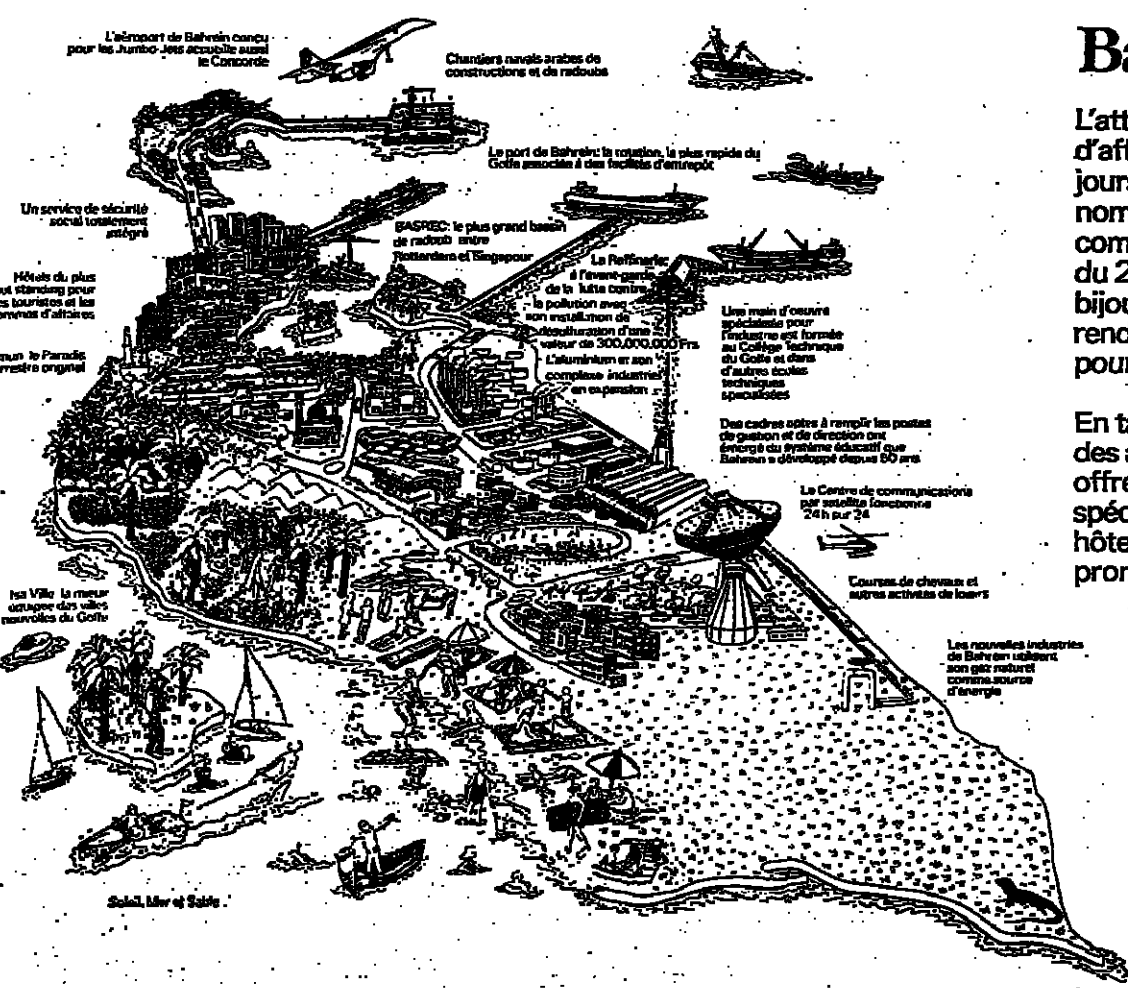 L'aéroport de Bahrein conçu
pour les Jumbo-Jets accueille aussi
le Concorde
Chantiers navals arabes de
constructions et de radoubs
Le port de Bahrein: la rotation, la plus rapide du
Golfe associée à des facilités d'entrepôt
Un service de sécurité
social totalement
intégré
BASREC: le plus grand bassin
de radoub entre
Rotterdam et Singapour
Hôtels du plus
standing pour
les touristes et les
hommes d'affaires
le Paradis
original
La Raffinerie:
à l'avant-garde
de la lutte contre
la pollution avec
son installation de
désulfuration d'une
valeur de 300.000.000 Frs
L'aluminium et son
complexe industriel
en expansion
Une main d'oeuvre
spécialisée pour
l'industrie est formée
au Collège Technique
du Golfe et dans
d'autres écoles
techniques
specialisées
Des cadres aptes à remplir les postes
de gestion et de direction ont
émergé du système éducatif que
Bahrein a développé depuis 60 ans
Le Centre de communications
par satellite fonctionne
24h sur 24
Courses de chevaux et
autres activités de loisirs
Les nouvelles industries
de Bahrein utilisent
son gaz naturel
comme source
d'énergie
Isa Ville la mieux
équipée des villes
nouvelles du Golfe
Soleil, Mer et Sable
Ba
L'att
d'aff
jours
nom
com
du 2
bijou
rend
pour
En ta
des a
offre
spéc
hôte
pron